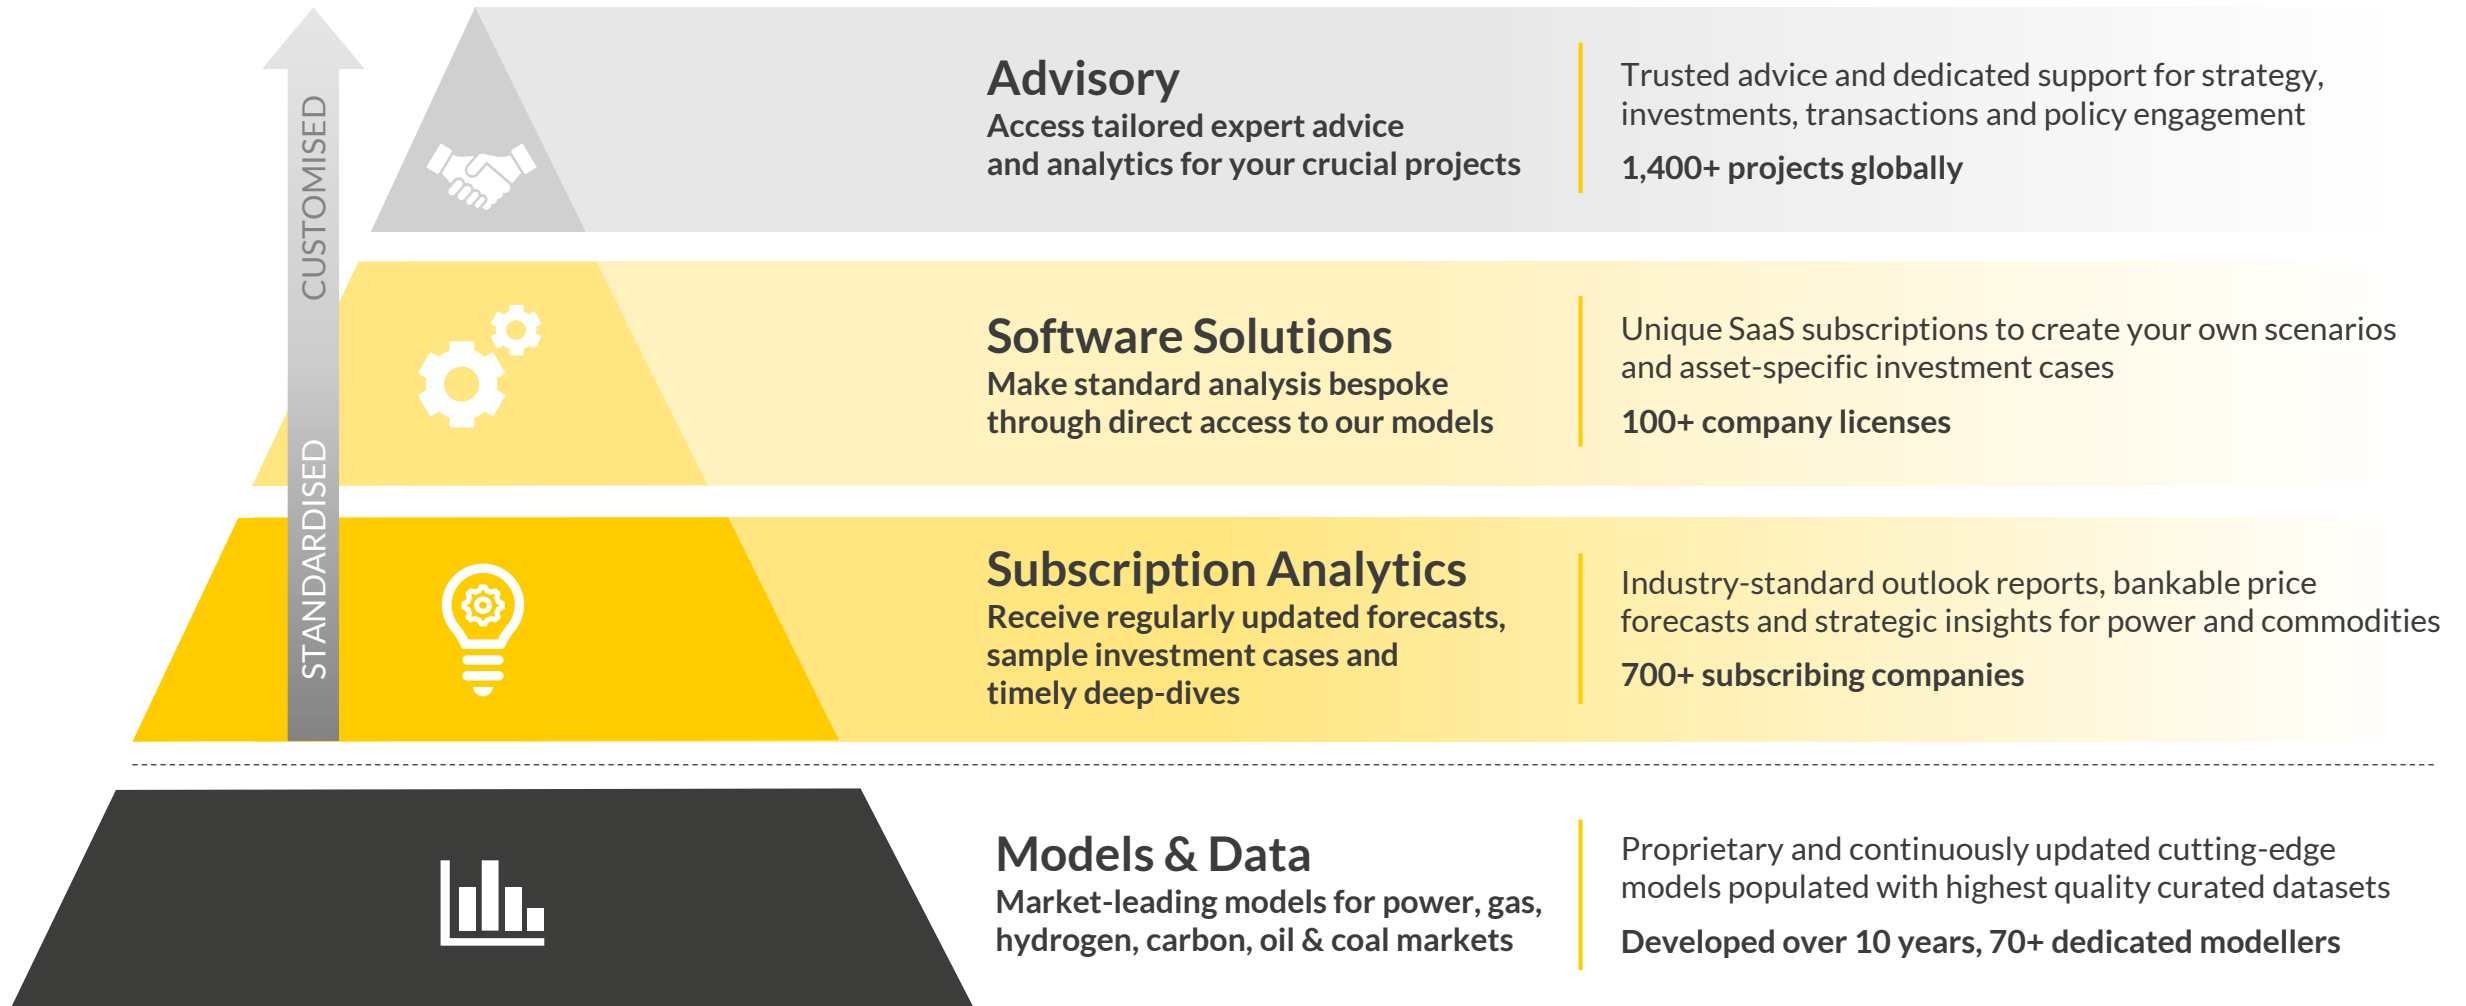 CUSTOMISED
STANDARDISED
Advisory
Access tailored expert advice
and analytics for your crucial projects
Trusted advice and dedicated support for strategy,
investments, transactions and policy engagement
1,400+ projects globally
Software Solutions
Make standard analysis bespoke
through direct access to our models
Unique SaaS subscriptions to create your own scenarios
and asset-specific investment cases
100+ company licenses
Subscription Analytics
Receive regularly updated forecasts,
sample investment cases and
timely deep-dives
Industry-standard outlook reports, bankable price
forecasts and strategic insights for power and commodities
700+ subscribing companies
Models & Data
Market-leading models for power, gas,
hydrogen, carbon, oil & coal markets
Proprietary and continuously updated cutting-edge
models populated with highest quality curated datasets
Developed over 10 years, 70+ dedicated modellers